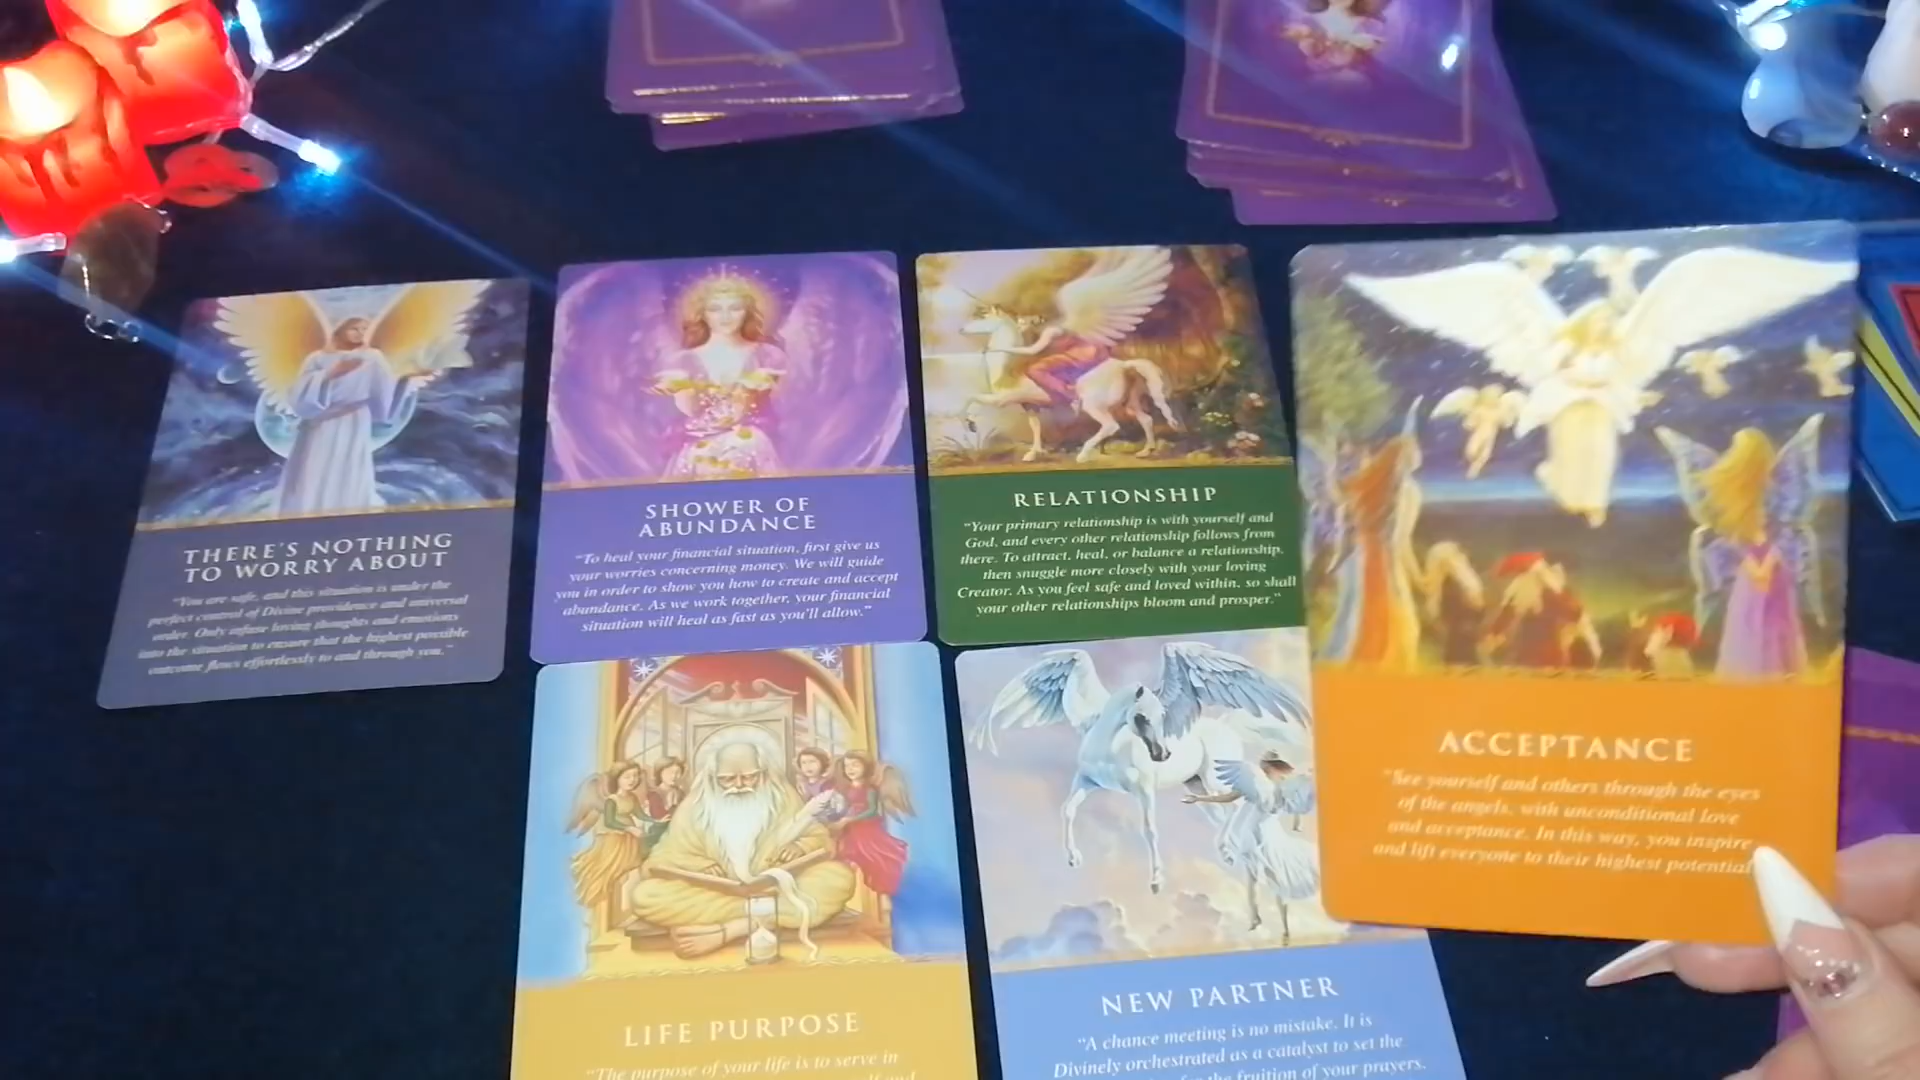 THERE'S NOTHING
TO WORRY ABOUT
"You are safe, and this situation is under the
perfect control of Divine providence and universal
order. Only infuse loving thoughts and emotions
into the situation to ensure that the highest possible
outcome flows effortlessly to and through you."
SHOWER OF
ABUNDANCE
"To heal your financial situation, first give us
your worries concerning money. We will guide
you in order to show you how to create and accept
abundance. As we work together, your financial
situation will heal as fast as you'll allow."
RELATIONSHIP
"Your primary relationship is with yourself and
God, and every other relationship follows from
there. To attract, heal, or balance a relationship,
then snuggle more closely with your loving
Creator. As you feel safe and loved within, so shall
your other relationships bloom and prosper."
ACCEPTANCE
"See yourself and others through the eyes
of the angels, with unconditional love
and acceptance. In this way, you inspire
and lift everyone to their highest potential
LIFE PURPOSE
"The purpose of your life is to serve in
self and
NEW PARTNER
"A chance meeting is no mistake. It is
Divinely orchestrated as a catalyst to set the
for the fruition of your prayers.